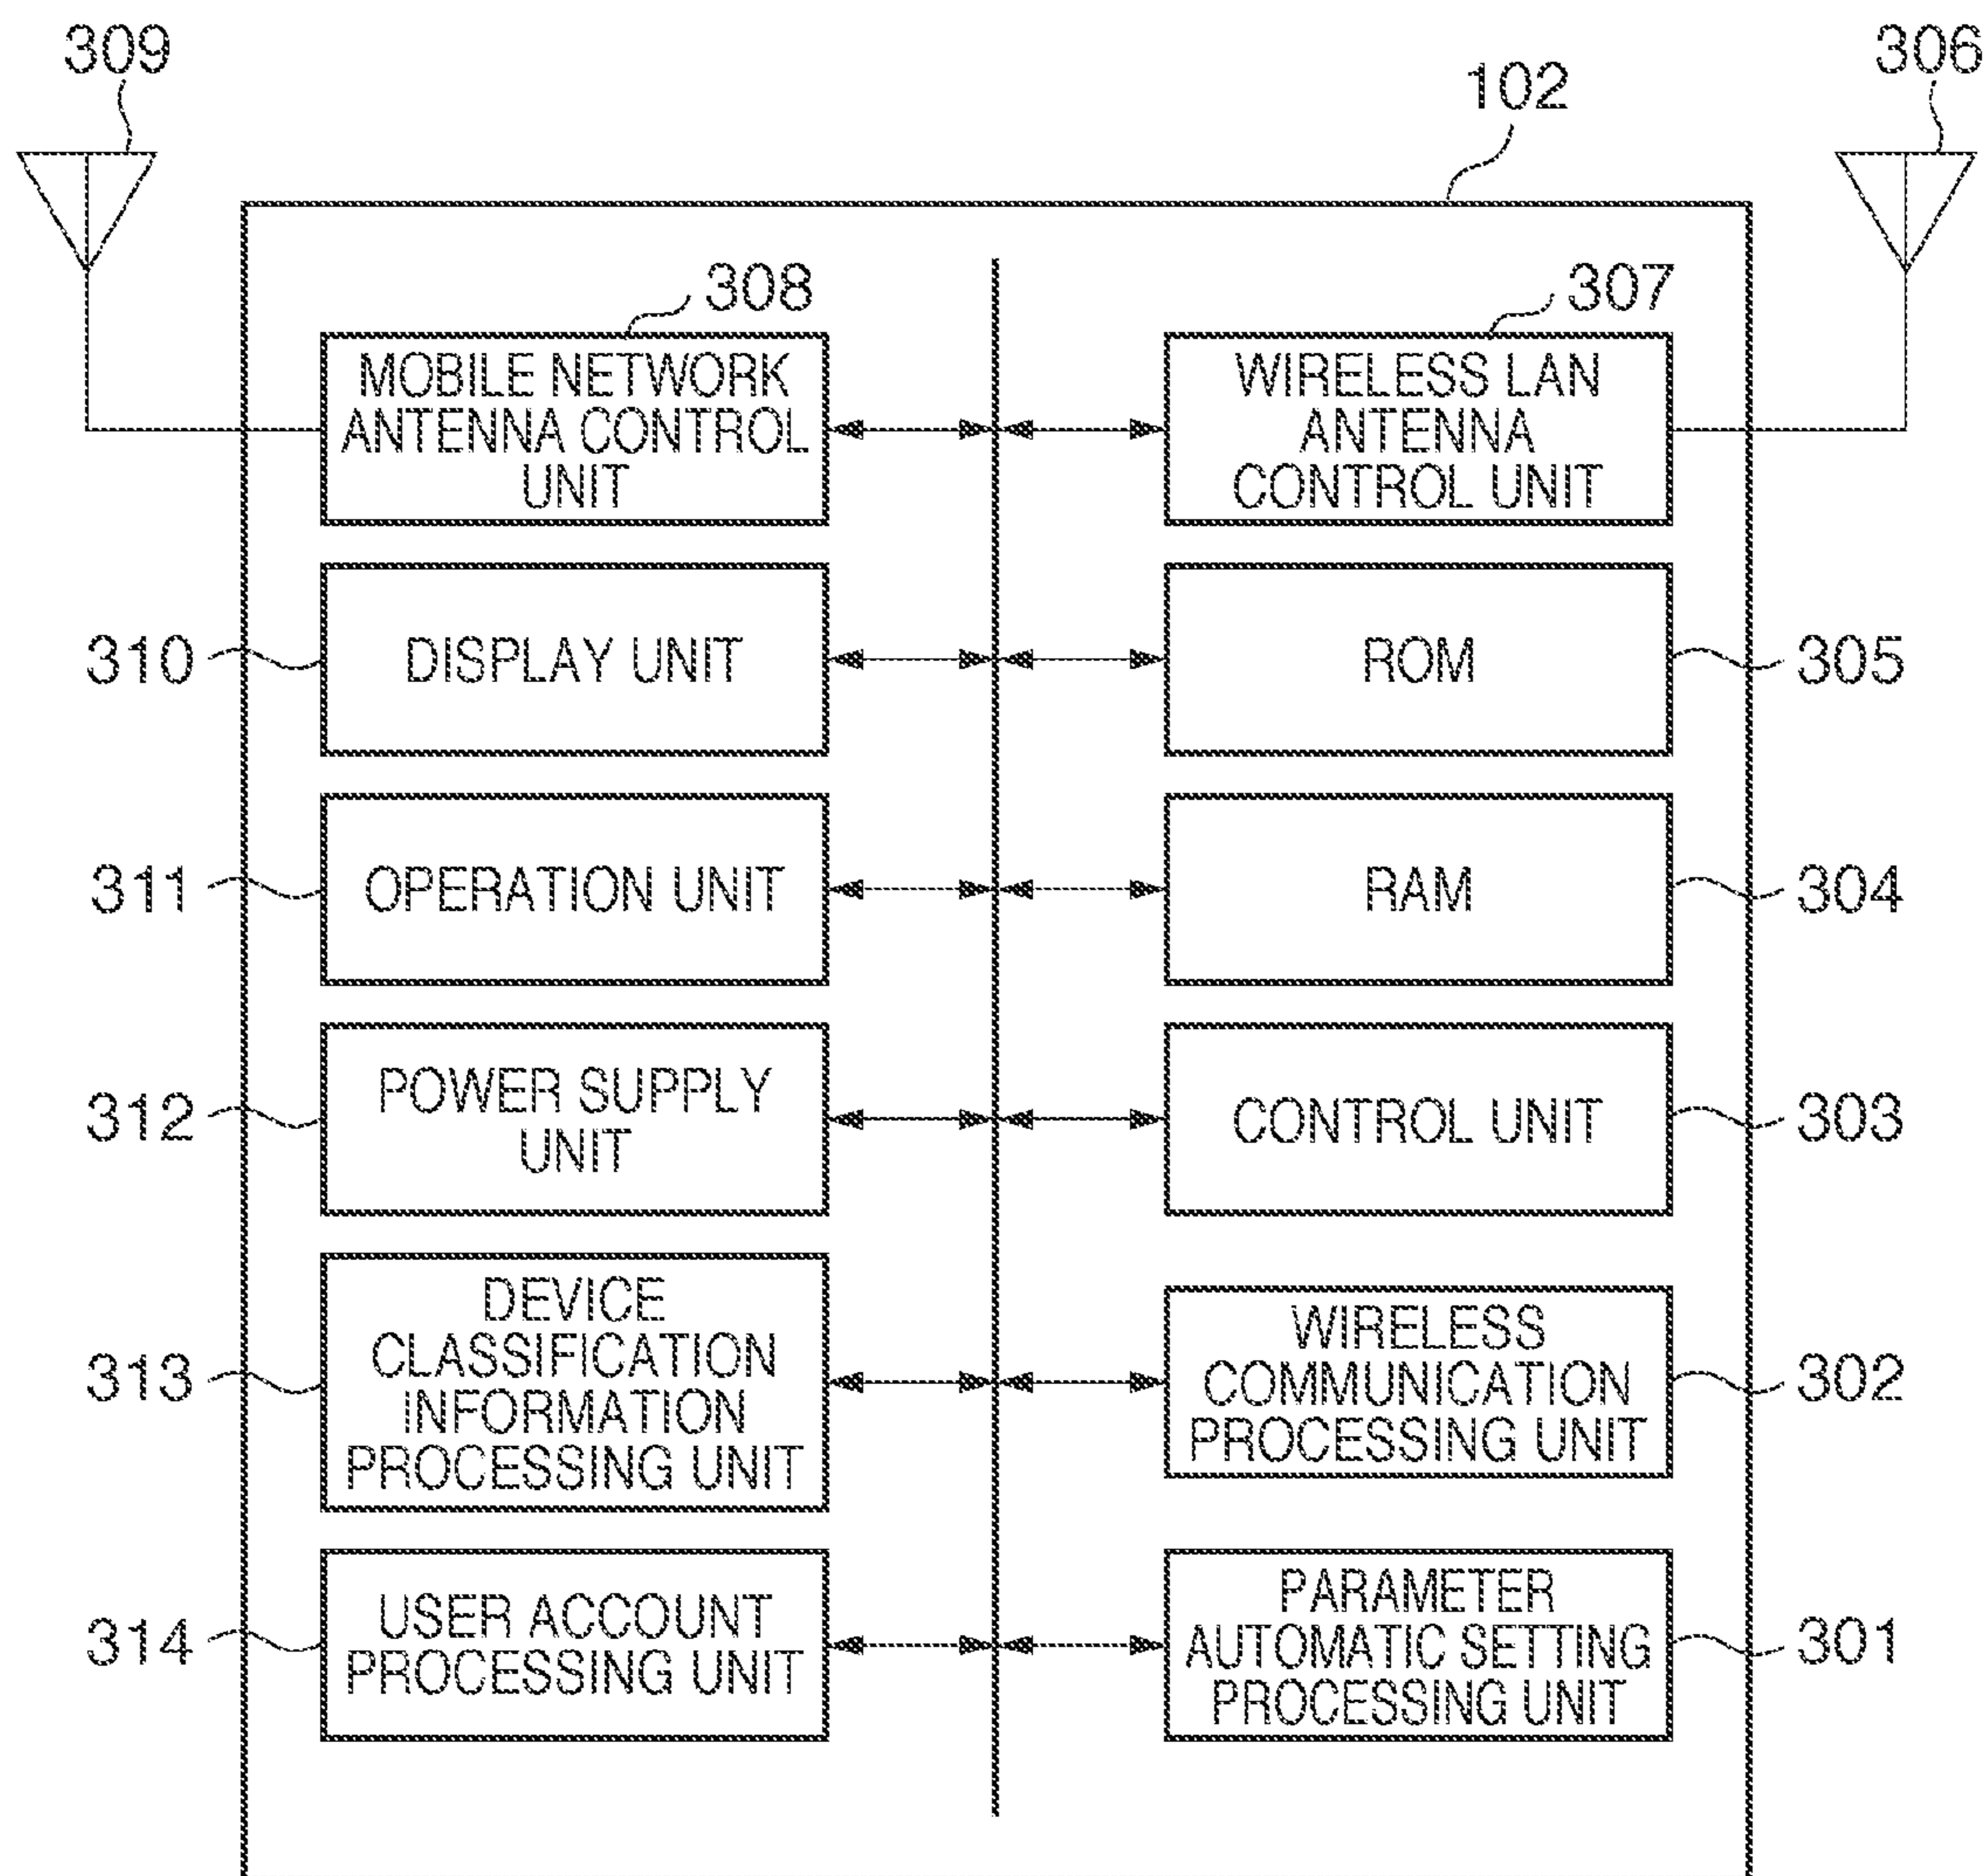 309
306
102
308
307
MOBILE NETWORK
ANTENNA CONTROL
UNIT
WIRELESS LAN
ANTENNA
CONTROL UNIT
310
DISPLAY UNIT
ROM
305
311
OPERATION UNIT
RAM
304
312
POWER SUPPLY
UNIT
CONTROL UNIT
303
313
DEVICE
CLASSIFICATION
INFORMATION
PROCESSING UNIT
WIRELESS
COMMUNICATION
PROCESSING UNIT
302
314
USER ACCOUNT
PROCESSING UNIT
PARAMETER
AUTOMATIC SETTING
PROCESSING UNIT
301